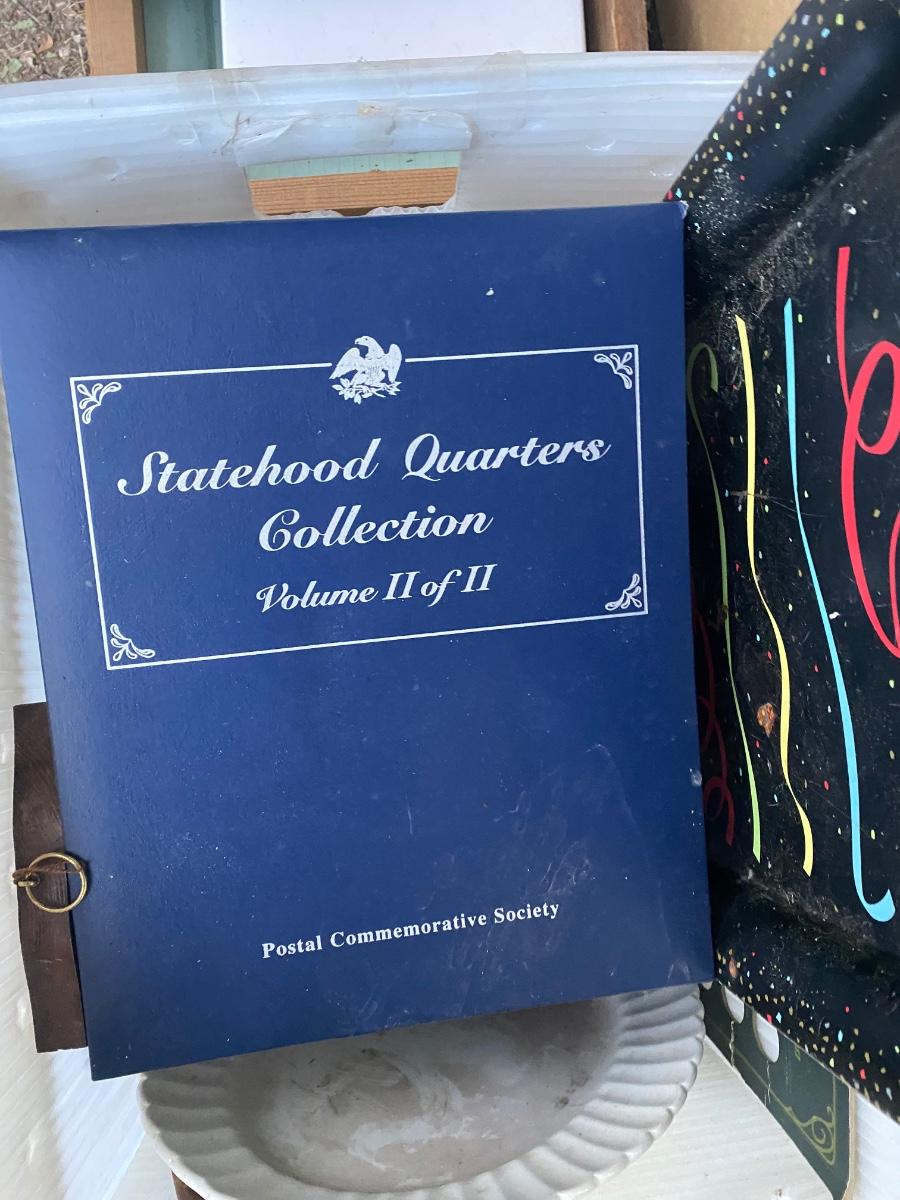 Statehood Quarters
Collection
Volume II of II
Postal Commemorative Society